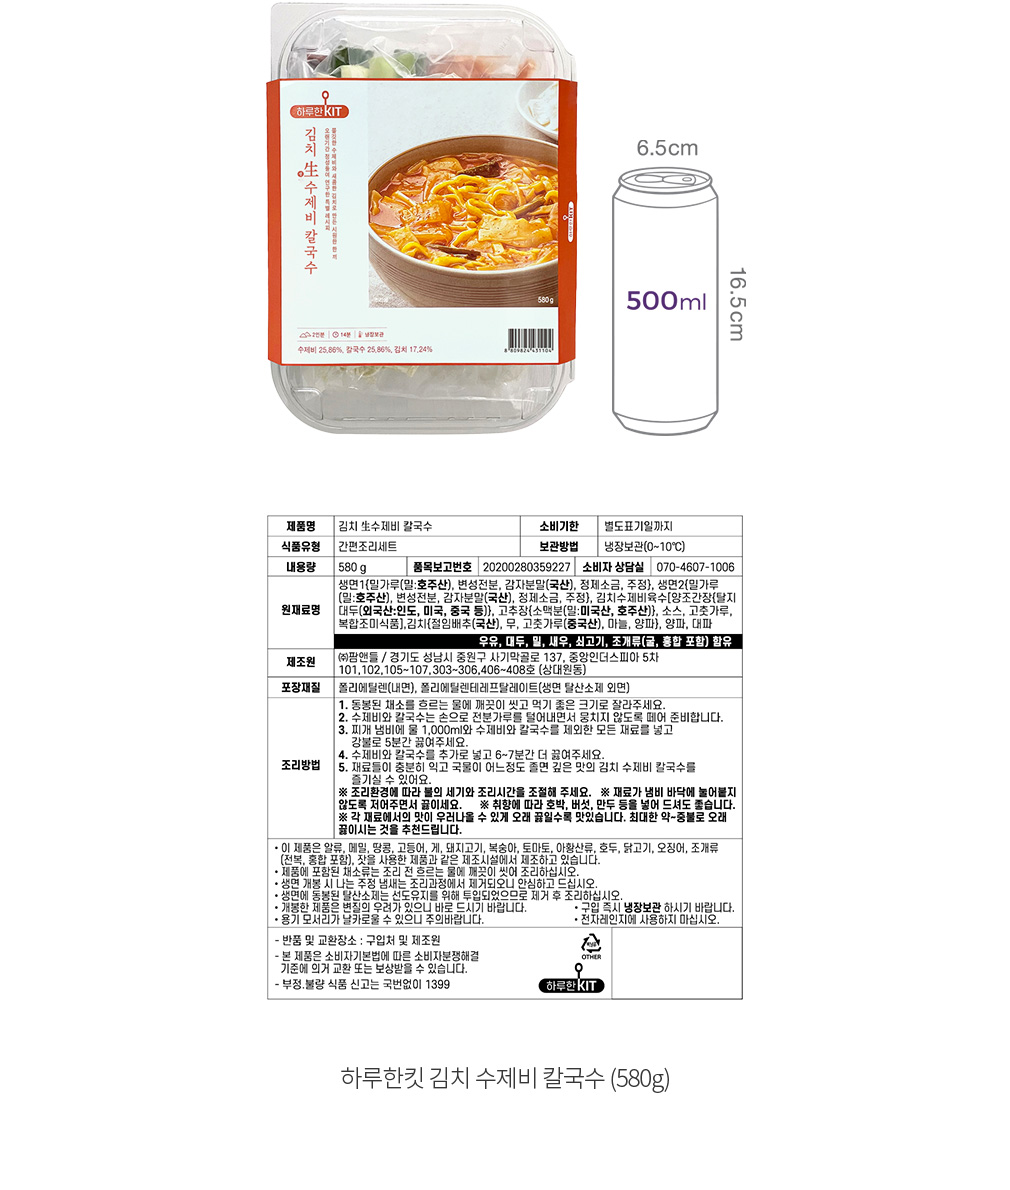 하루한KIT
김치 生 수제비 칼국수
쫄깃한 수제비와 새콤한 김치로 만든 시원한 한 끼
오랜기간 정성들여 연구한 특별 레시피
580g
2인분 14분 냉장보관
수제비 25,86%, 칼국수 25,86%, 김치 17,24%
8 809824 431104
6.5cm
500ml
16.5cm
제품명 김치 生수제비 칼국수 소비기한 별도표기일까지
식품유형 간편조리세트 보관방법 냉장보관(0~10℃)
내용량 580 g 품목보고번호 20200280359227 소비자 상담실 070-4607-1006
원재료명
생면1{밀가루(밀:호주산), 변성전분, 감자분말(국산), 정제소금, 주정}, 생면2{밀가루
(밀:호주산), 변성전분, 감자분말(국산), 정제소금, 주정}, 김치수제비육수[양조간장{탈지
대두(외국산:인도, 미국, 중국 등)}, 고추장{소맥분(밀:미국산, 호주산)}, 소스, 고춧가루,
복합조미식품],김치{절임배추(국산), 무, 고춧가루(중국산), 마늘, 양파}, 양파, 대파
우유, 대두, 밀, 새우, 쇠고기, 조개류(굴, 홍합 포함) 함유
제조원
㈜팜앤들 / 경기도 성남시 중원구 사기막골로 137, 중앙인더스피아 5차
101,102,105~107,303~306,406~408호 (상대원동)
포장재질 폴리에틸렌(내면), 폴리에틸렌테레프탈레이트(생면 탈산소제 외면)
조리방법
1. 동봉된 채소를 흐르는 물에 깨끗이 씻고 먹기 좋은 크기로 잘라주세요.
2. 수제비와 칼국수는 손으로 전분가루를 털어내면서 뭉치지 않도록 떼어 준비합니다.
3. 찌개 냄비에 물 1,000ml와 수제비와 칼국수를 제외한 모든 재료를 넣고
강불로 5분간 끓여주세요.
4. 수제비와 칼국수를 추가로 넣고 6~7분간 더 끓여주세요.
5. 재료들이 충분히 익고 국물이 어느정도 졸면 깊은 맛의 김치 수제비 칼국수를
즐기실 수 있어요.
※ 조리환경에 따라 불의 세기와 조리시간을 조절해 주세요. ※ 재료가 냄비 바닥에 눌어붙지
않도록 저어주면서 끓이세요. ※ 취향에 따라 호박, 버섯, 만두 등을 넣어 드셔도 좋습니다.
※ 각 재료에서의 맛이 우러나올 수 있게 오래 끓일수록 맛있습니다. 최대한 약~중불로 오래
끓이시는 것을 추천드립니다.
• 이 제품은 알류, 메밀, 땅콩, 고등어, 게, 돼지고기, 복숭아, 토마토, 아황산류, 호두, 닭고기, 오징어, 조개류
(전복, 홍합 포함), 잣을 사용한 제품과 같은 제조시설에서 제조하고 있습니다.
• 제품에 포함된 채소류는 조리 전 흐르는 물에 깨끗이 씻어 조리하십시오.
• 생면 개봉 시 나는 주정 냄새는 조리과정에서 제거되오니 안심하고 드십시오.
• 생면에 동봉된 탈산소제는 선도유지를 위해 투입되었으므로 제거 후 조리하십시오.
• 개봉한 제품은 변질의 우려가 있으니 바로 드시기 바랍니다. • 구입 즉시 냉장보관 하시기 바랍니다.
• 용기 모서리가 날카로울 수 있으니 주의바랍니다. • 전자레인지에 사용하지 마십시오.
- 반품 및 교환장소 : 구입처 및 제조원
- 본 제품은 소비자기본법에 따른 소비자분쟁해결
기준에 의거 교환 또는 보상받을 수 있습니다.
- 부정.불량 식품 신고는 국번없이 1399
OTHER
하루한KIT
하루한킷 김치 수제비 칼국수 (580g)